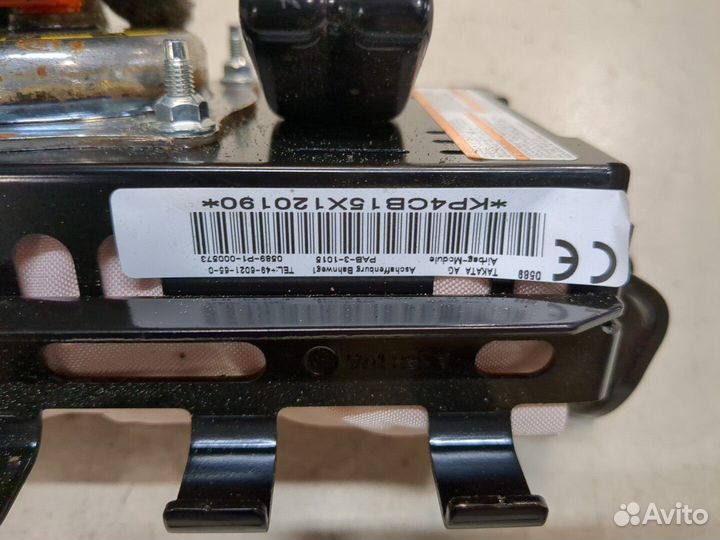 CE
0589
TAKATA AG
Airbag-Module
Aschaffenburg Bahnweg1
PAB-3-1015
TEL:+49-6021-65-0
0589-P1-000573
*KP4CB15X120190*
Avito